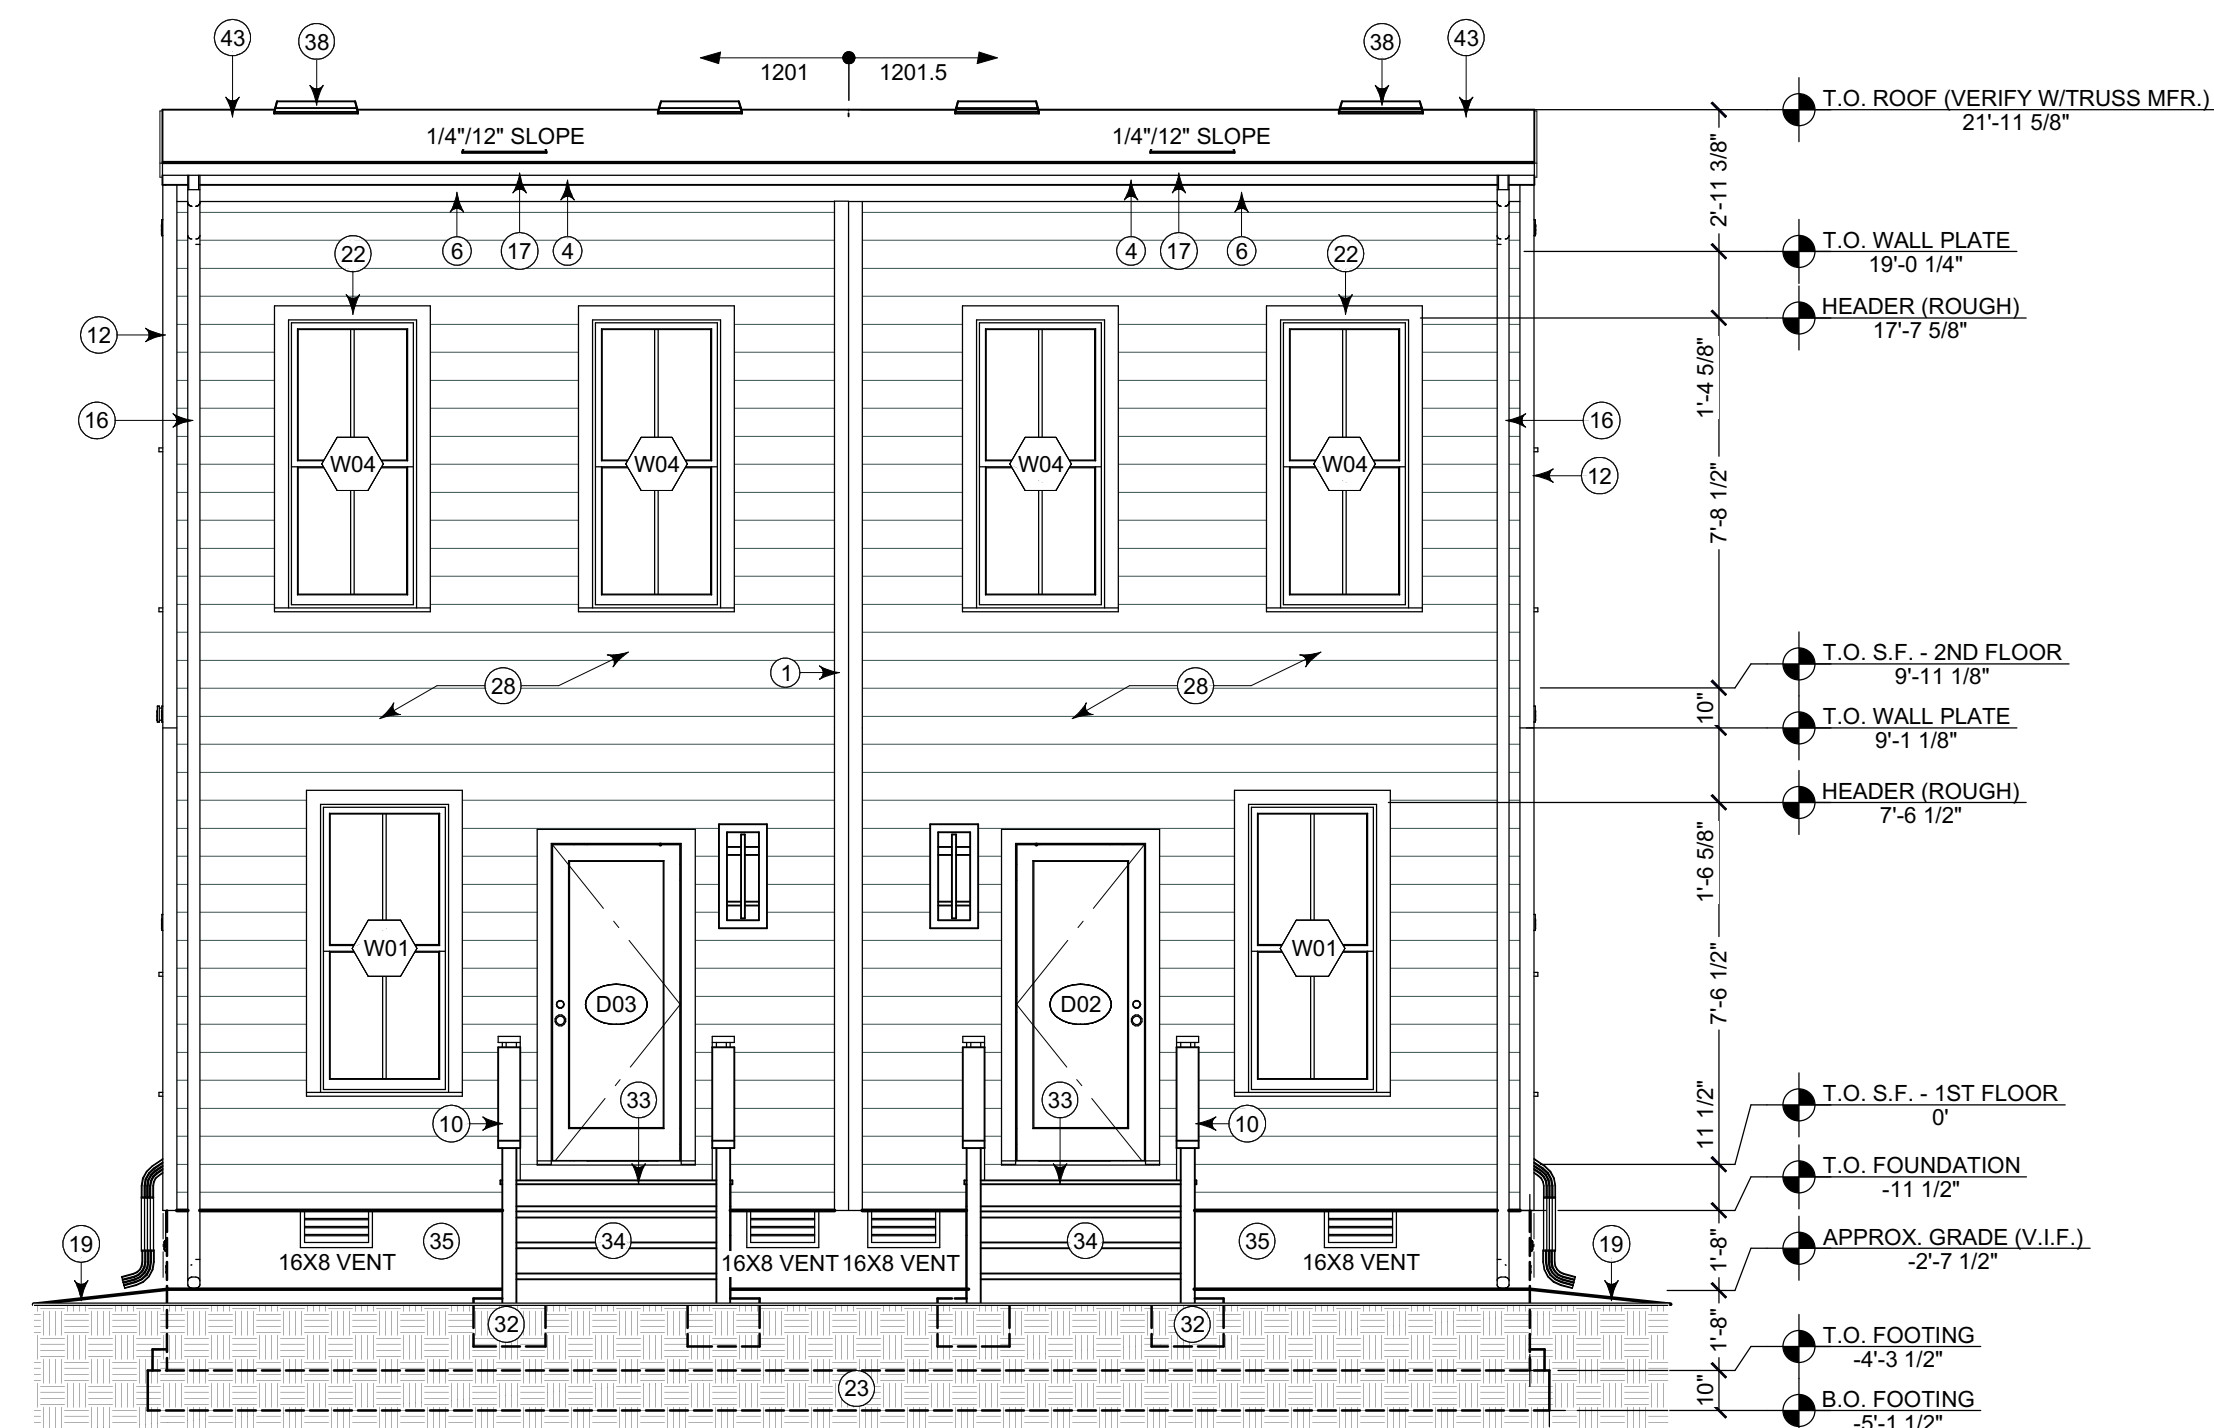 43
38
1201
1201.5
38
43
T.O. ROOF (VERIFY W/TRUSS MFR.)
21'-11 5/8"
1/4"/12" SLOPE
1/4"/12" SLOPE
2'-11 3/8"
6
17
4
4
17
6
22
22
T.O. WALL PLATE
19'-0 1/4"
HEADER (ROUGH)
17'-7 5/8"
12
1'-4 5/8"
16
16
W04
W04
W04
W04
12
7'-8 1/2"
28
1
28
T.O. S.F. - 2ND FLOOR
9'-11 1/8"
10"
T.O. WALL PLATE
9'-1 1/8"
HEADER (ROUGH)
7'-6 1/2"
1'-6 5/8"
W01
W01
D03
D02
7'-6 1/2"
33
33
10
10
T.O. S.F. - 1ST FLOOR
0'
11 1/2"
T.O. FOUNDATION
-11 1/2"
19
35
34
34
35
19
16X8 VENT
16X8 VENT
16X8 VENT
16X8 VENT
APPROX. GRADE (V.I.F.)
-2'-7 1/2"
1'-8"
32
32
T.O. FOOTING
-4'-3 1/2"
1'-8"
23
10"
B.O. FOOTING
-5'-1 1/2"